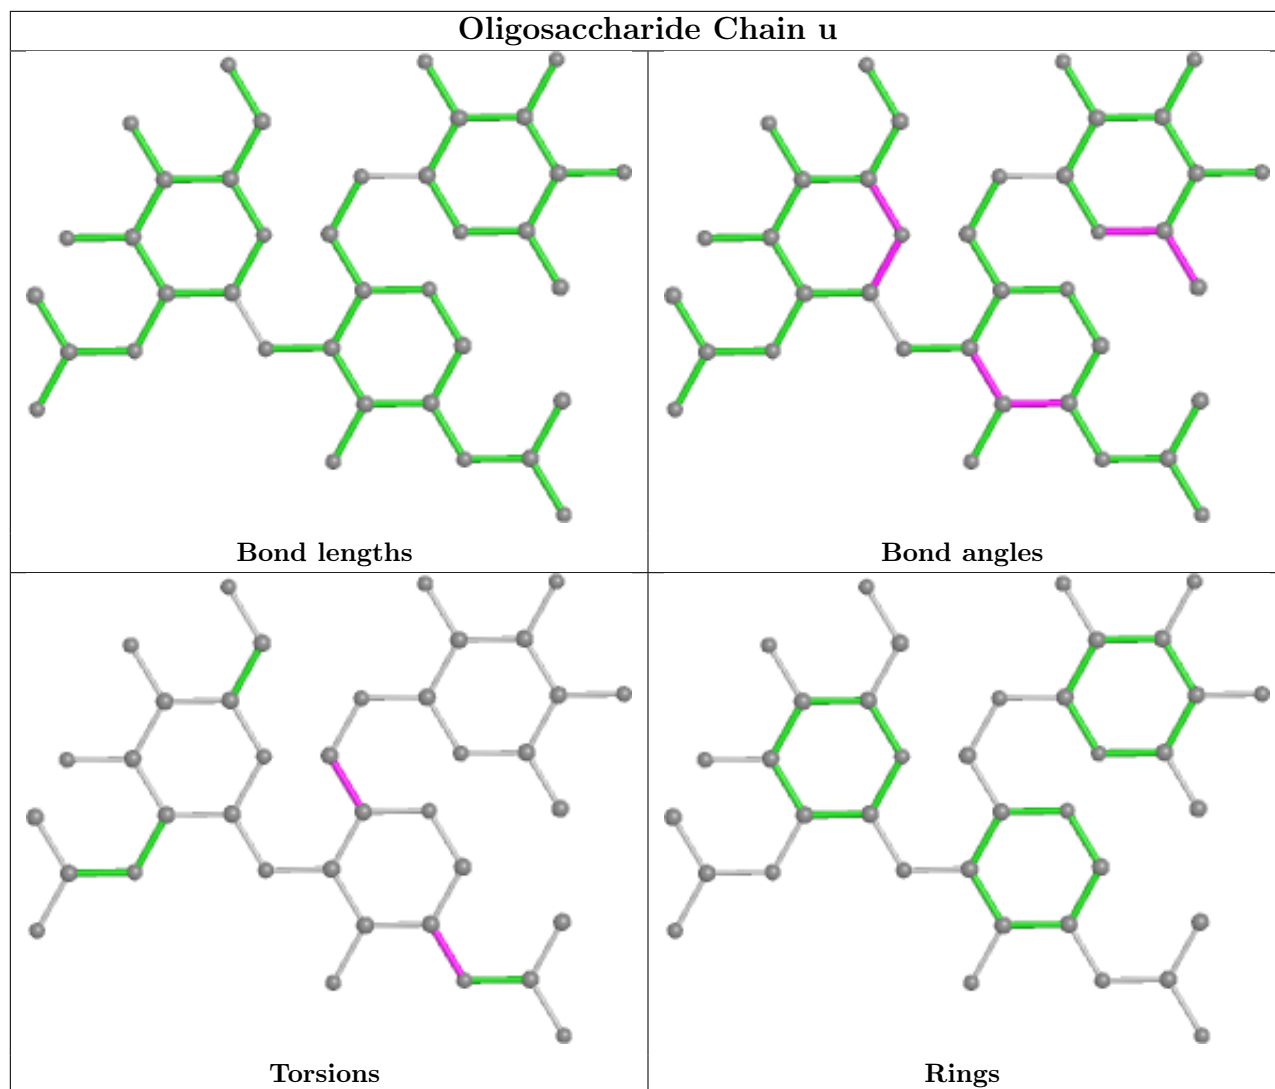 Oligosaccharide Chain u
Bond lengths
Bond angles
Torsions
Rings